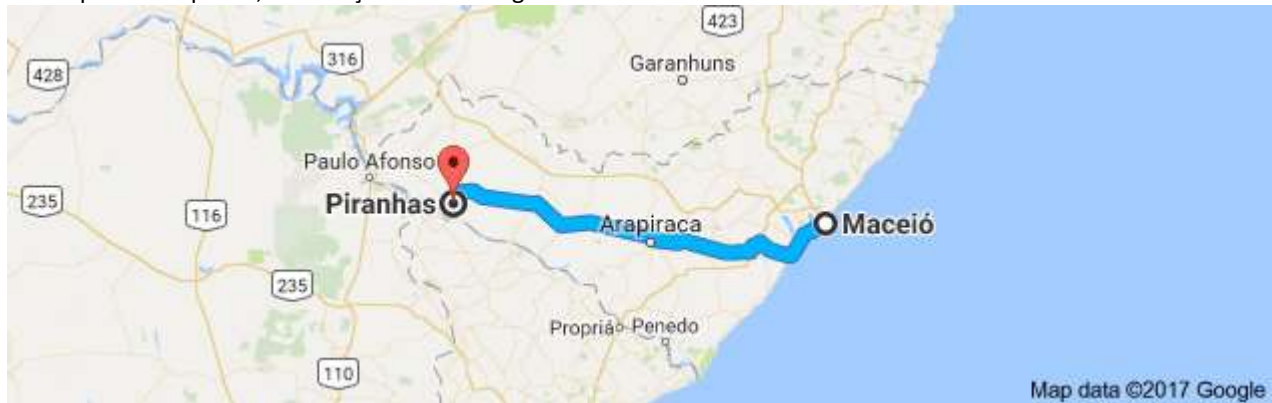 423
316
Garanhuns
428
Paulo Afonso
235
116
Piranhas
Arapiraca
Maceió
235
Propriá
Penedo
110
Map data ©2017 Google